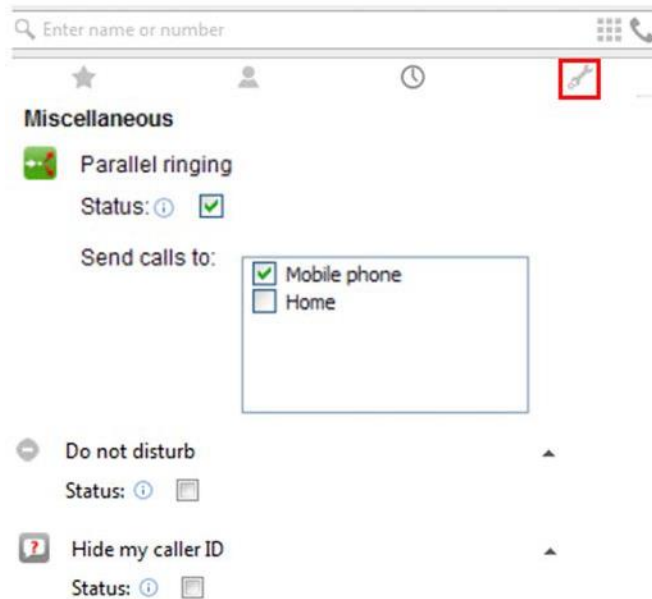 Enter name or number
Miscellaneous
Parallel ringing
Status:
Send calls to:
Mobile phone
Home
Do not disturb
Status:
Hide my caller ID
Status: